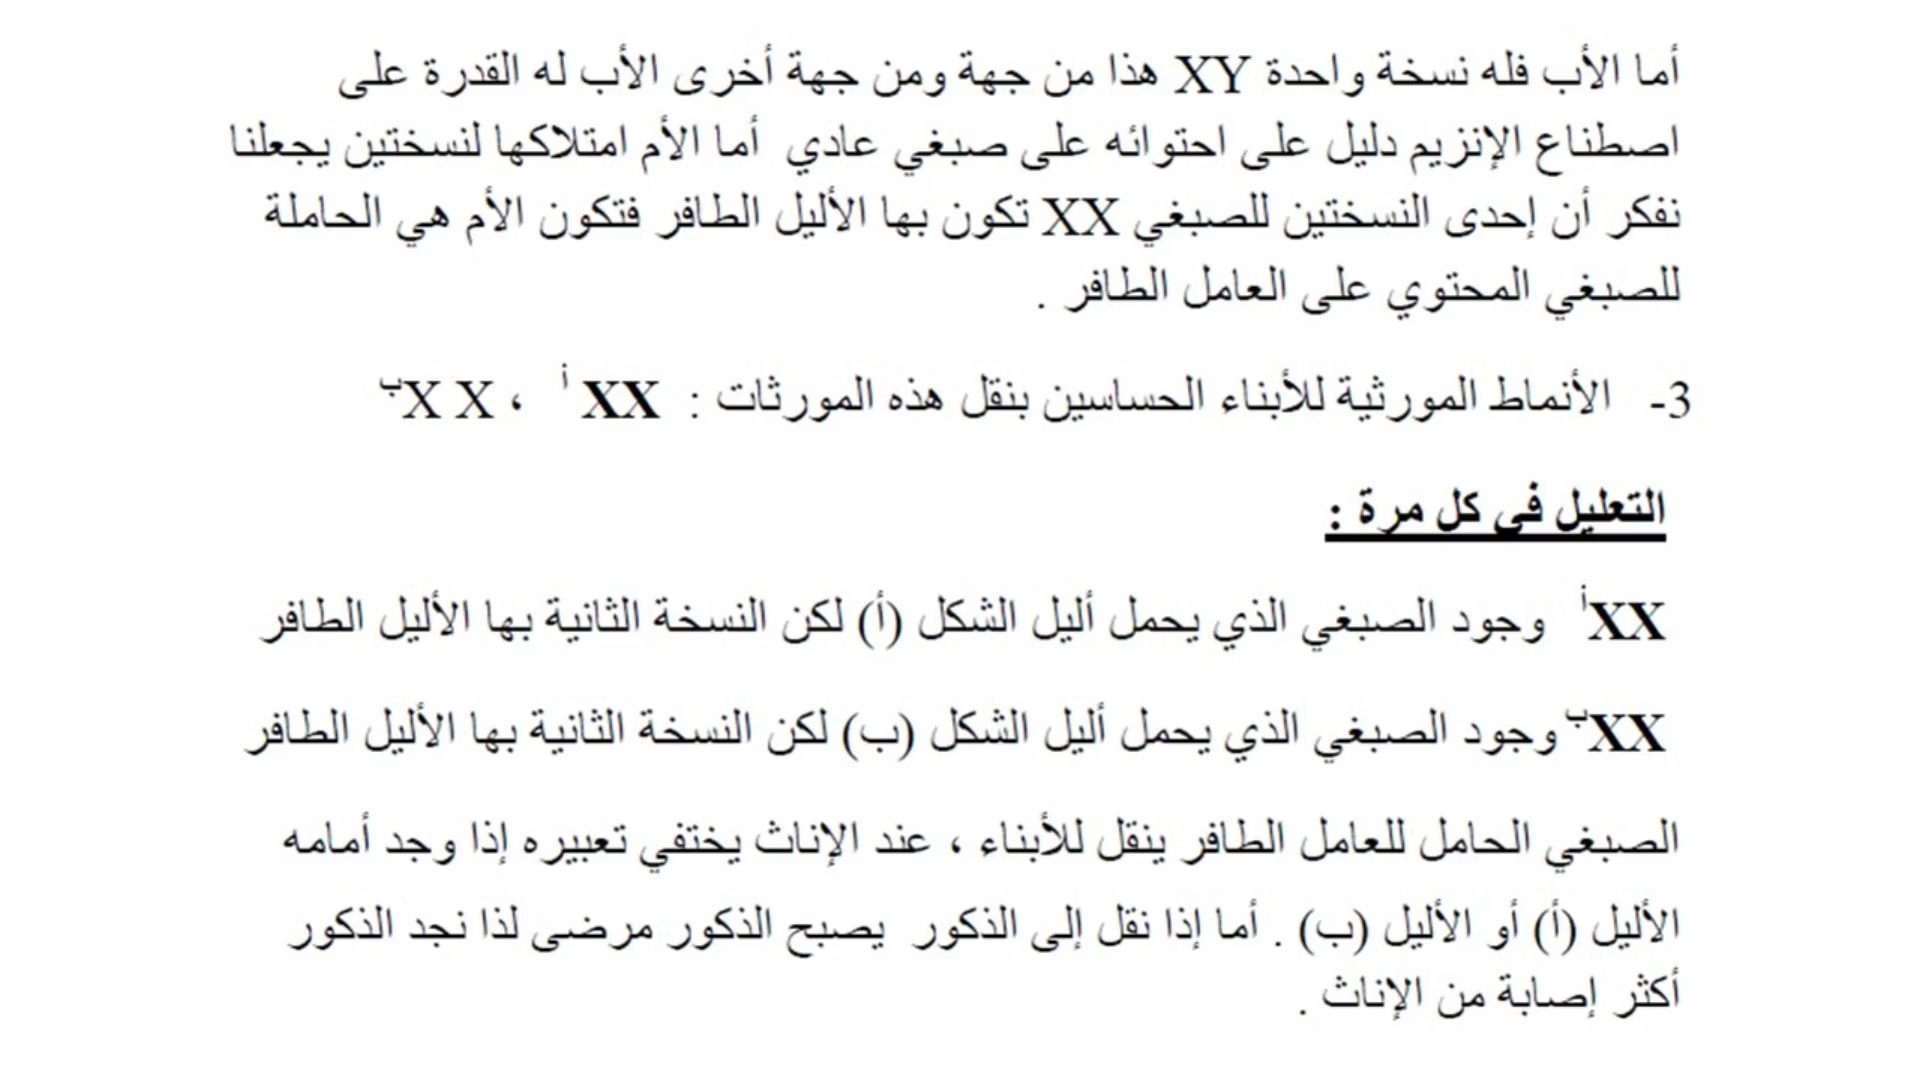 أما الأب فله نسخة واحدة XY هذا من جهة ومن جهة أخرى الأب له القدرة على
اصطناع الإنزيم دليل على احتوائه على صبغي عادي أما الأم امتلاكها لنسختين يجعلنا
نفكر أن إحدى النسختين للصبغي XX تكون بها الأليل الطافر فتكون الأم هي الحاملة
للصبغي المحتوي على العامل الطافر .
3- الأنماط المورثية للأبناء الحساسين بنقل هذه المورثات : XX أ ، X X ب
التعليل في كل مرة :
XX أ وجود الصبغي الذي يحمل أليل الشكل (أ) لكن النسخة الثانية بها الأليل الطافر
XX ب وجود الصبغي الذي يحمل أليل الشكل (ب) لكن النسخة الثانية بها الأليل الطافر
الصبغي الحامل للعامل الطافر ينقل للأبناء ، عند الإناث يختفي تعبيره إذا وجد أمامه
الأليل (أ) أو الأليل (ب) . أما إذا نقل إلى الذكور يصبح الذكور مرضى لذا نجد الذكور
أكثر إصابة من الإناث .